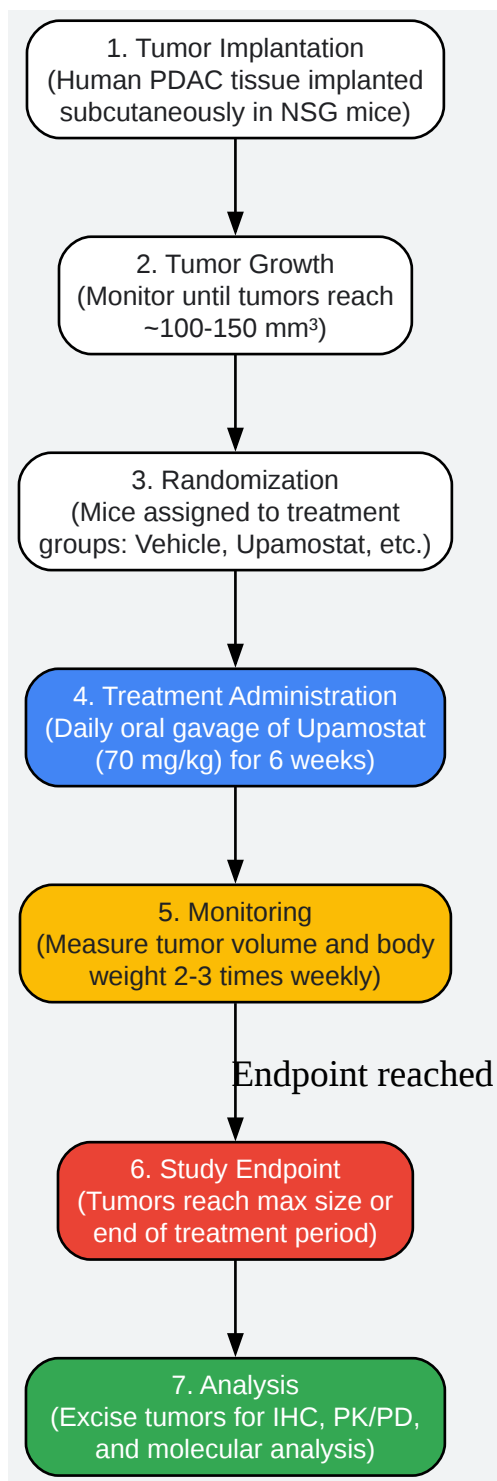 1. Tumor Implantation
(Human PDAC tissue implanted
subcutaneously in NSG mice)
2. Tumor Growth
(Monitor until tumors reach
~100-150 mm³)
3. Randomization
(Mice assigned to treatment
groups: Vehicle, Upamostat, etc.)
4. Treatment Administration
(Daily oral gavage of Upamostat
(70 mg/kg) for 6 weeks)
5. Monitoring
(Measure tumor volume and body
weight 2-3 times weekly)
Endpoint reached
6. Study Endpoint
(Tumors reach max size or
end of treatment period)
7. Analysis
(Excise tumors for IHC, PK/PD,
and molecular analysis)